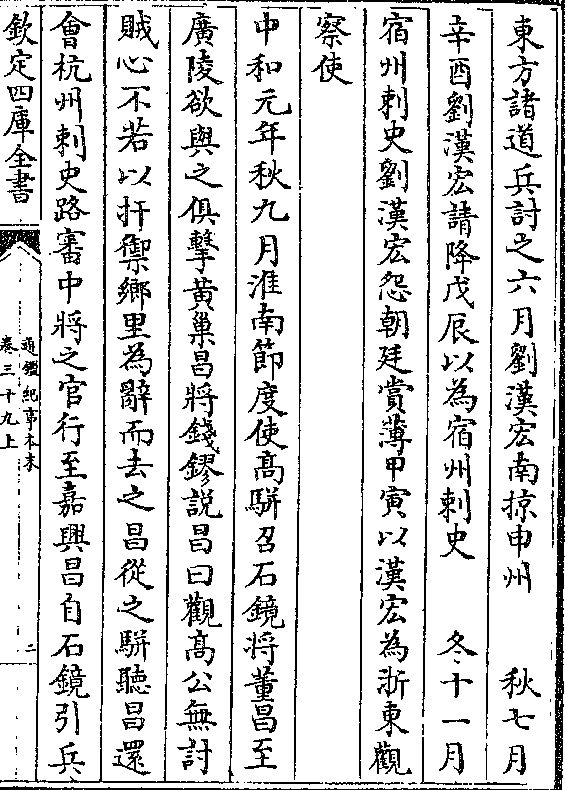 東方諸道兵討之六月劉漢宏南掠申州　秋七月
辛酉劉漢宏請降戊辰以為宿州刺史　冬十一月
宿州刺史劉漢宏怨朝廷賞薄甲寅以漢宏為浙東觀
察使
中和元年秋九月淮南節度使高駢召石鏡將董昌至
廣陵欲與之俱擊黃巢昌將錢鏐説昌曰觀髙公無討
賊心不若以扞禦鄉里為辭而去之昌從之駢聽昌還
會杭州刺史路審中將之官行至嘉興昌自石鏡引兵
欽定四庫全書
通鑑紀事本末
卷三十九上
二